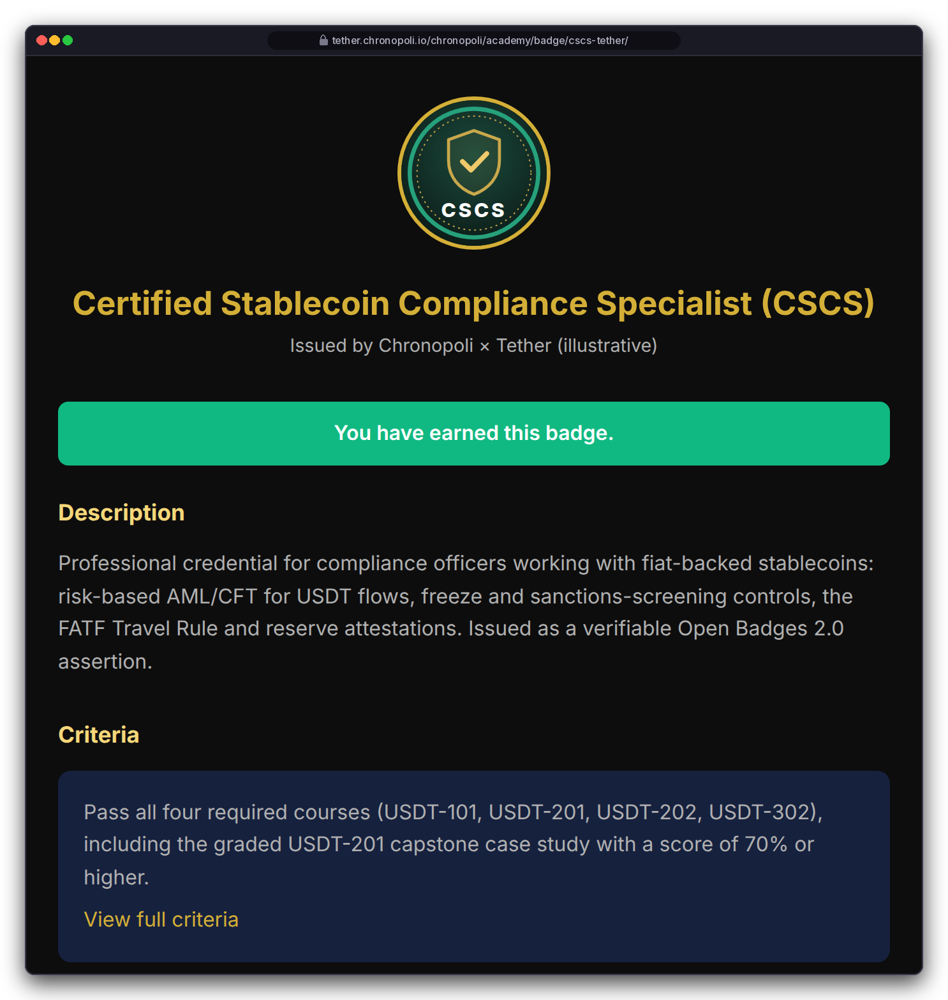 tether.chronopoli.io/chronopoli/academy/badge/cscs-tether/
CSCS
Certified Stablecoin Compliance Specialist (CSCS)
Issued by Chronopoli × Tether (illustrative)
You have earned this badge.
Description
Professional credential for compliance officers working with fiat-backed stablecoins:
risk-based AML/CFT for USDT flows, freeze and sanctions-screening controls, the
FATF Travel Rule and reserve attestations. Issued as a verifiable Open Badges 2.0
assertion.
Criteria
Pass all four required courses (USDT-101, USDT-201, USDT-202, USDT-302),
including the graded USDT-201 capstone case study with a score of 70% or
higher.
View full criteria